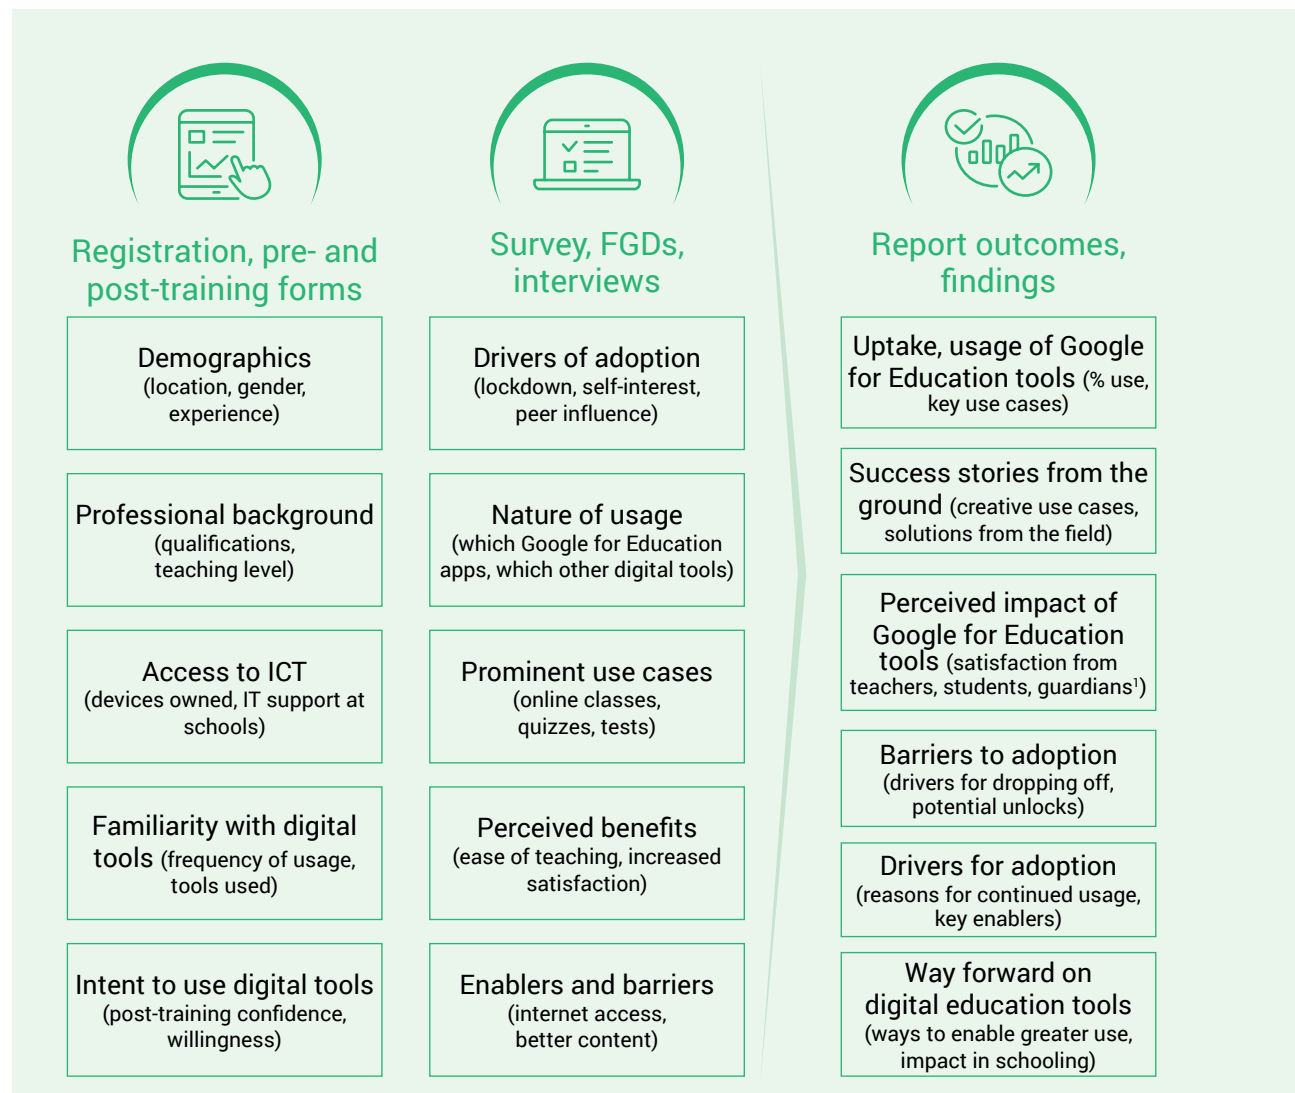 Registration, pre- and
post-training forms
Demographics
(location, gender,
experience)
Professional background
(qualifications,
teaching level)
Access to ICT
(devices owned, IT support at
schools)
Familiarity with digital
tools (frequency of usage,
tools used)
Intent to use digital tools
(post-training confidence,
willingness)
Survey, FGDs,
interviews
Drivers of adoption
(lockdown, self-interest,
peer influence)
Nature of usage
(which Google for Education
apps, which other digital tools)
Prominent use cases
(online classes,
quizzes, tests)
Perceived benefits
(ease of teaching, increased
satisfaction)
Enablers and barriers
(internet access,
better content)
Report outcomes,
findings
Uptake, usage of Google
for Education tools (% use,
key use cases)
Success stories from the
ground (creative use cases,
solutions from the field)
Perceived impact of
Google for Education
tools (satisfaction from
teachers, students, guardians¹)
Barriers to adoption
(drivers for dropping off,
potential unlocks)
Drivers for adoption
(reasons for continued usage,
key enablers)
Way forward on
digital education tools
(ways to enable greater use,
impact in schooling)